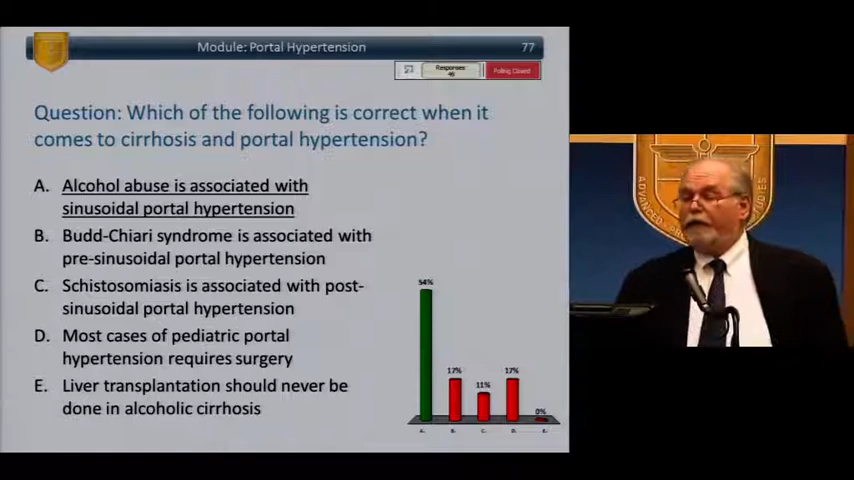 Module: Portal Hypertension
77
Responses
46
Polling Closed
Question: Which of the following is correct when it
comes to cirrhosis and portal hypertension?
A. Alcohol abuse is associated with
sinusoidal portal hypertension
B. Budd-Chiari syndrome is associated with
pre-sinusoidal portal hypertension
C. Schistosomiasis is associated with post-
sinusoidal portal hypertension
D. Most cases of pediatric portal
hypertension requires surgery
E. Liver transplantation should never be
done in alcoholic cirrhosis
54%
17%
11%
17%
0%
A.
B.
C.
D.
E.
ADVANCED